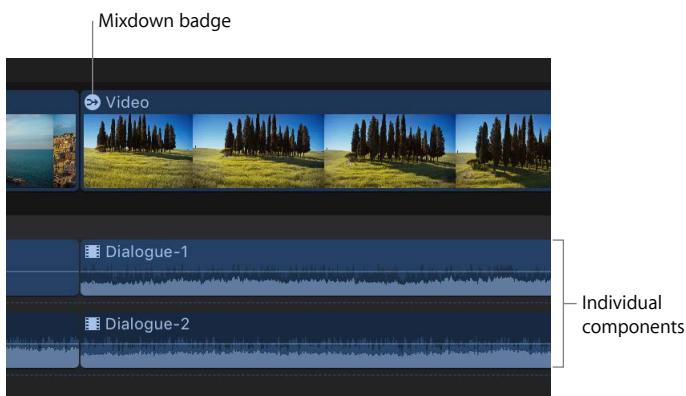 Mixdown badge
Video
Dialogue-1
Dialogue-2
Individual
components